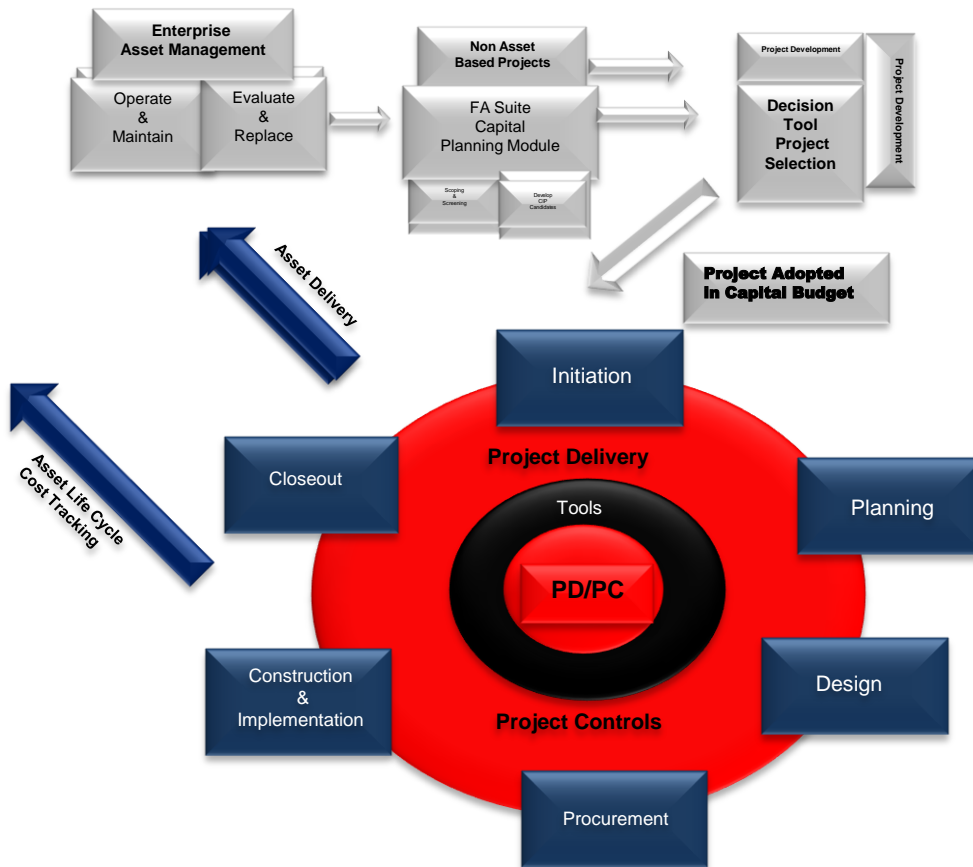 Enterprise
Asset Management
Operate
&
Maintain
Evaluate
&
Replace
Non Asset
Based Projects
FA Suite
Capital
Planning Module
Scoping
&
Screening
Develop
CIP
Candidates
Project Development
Decision
Tool
Project
Selection
Project Development
Project Adopted
In Capital Budget
Asset Delivery
Asset Life Cycle
Cost Tracking
Initiation
Closeout
Project Delivery
Planning
Tools
PD/PC
Construction
&
Implementation
Design
Project Controls
Procurement